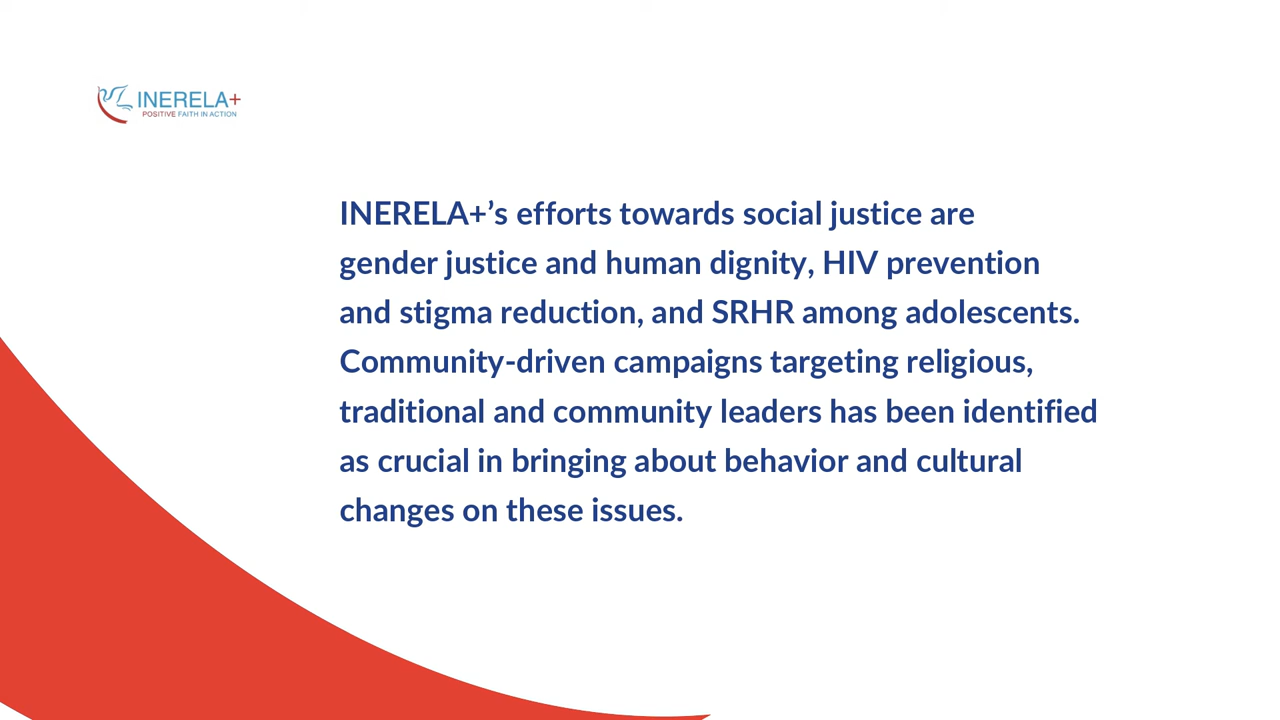 INERELA+
POSITIVE FAITH IN ACTION
INERELA+’s efforts towards social justice are
gender justice and human dignity, HIV prevention
and stigma reduction, and SRHR among adolescents.
Community-driven campaigns targeting religious,
traditional and community leaders has been identified
as crucial in bringing about behavior and cultural
changes on these issues.